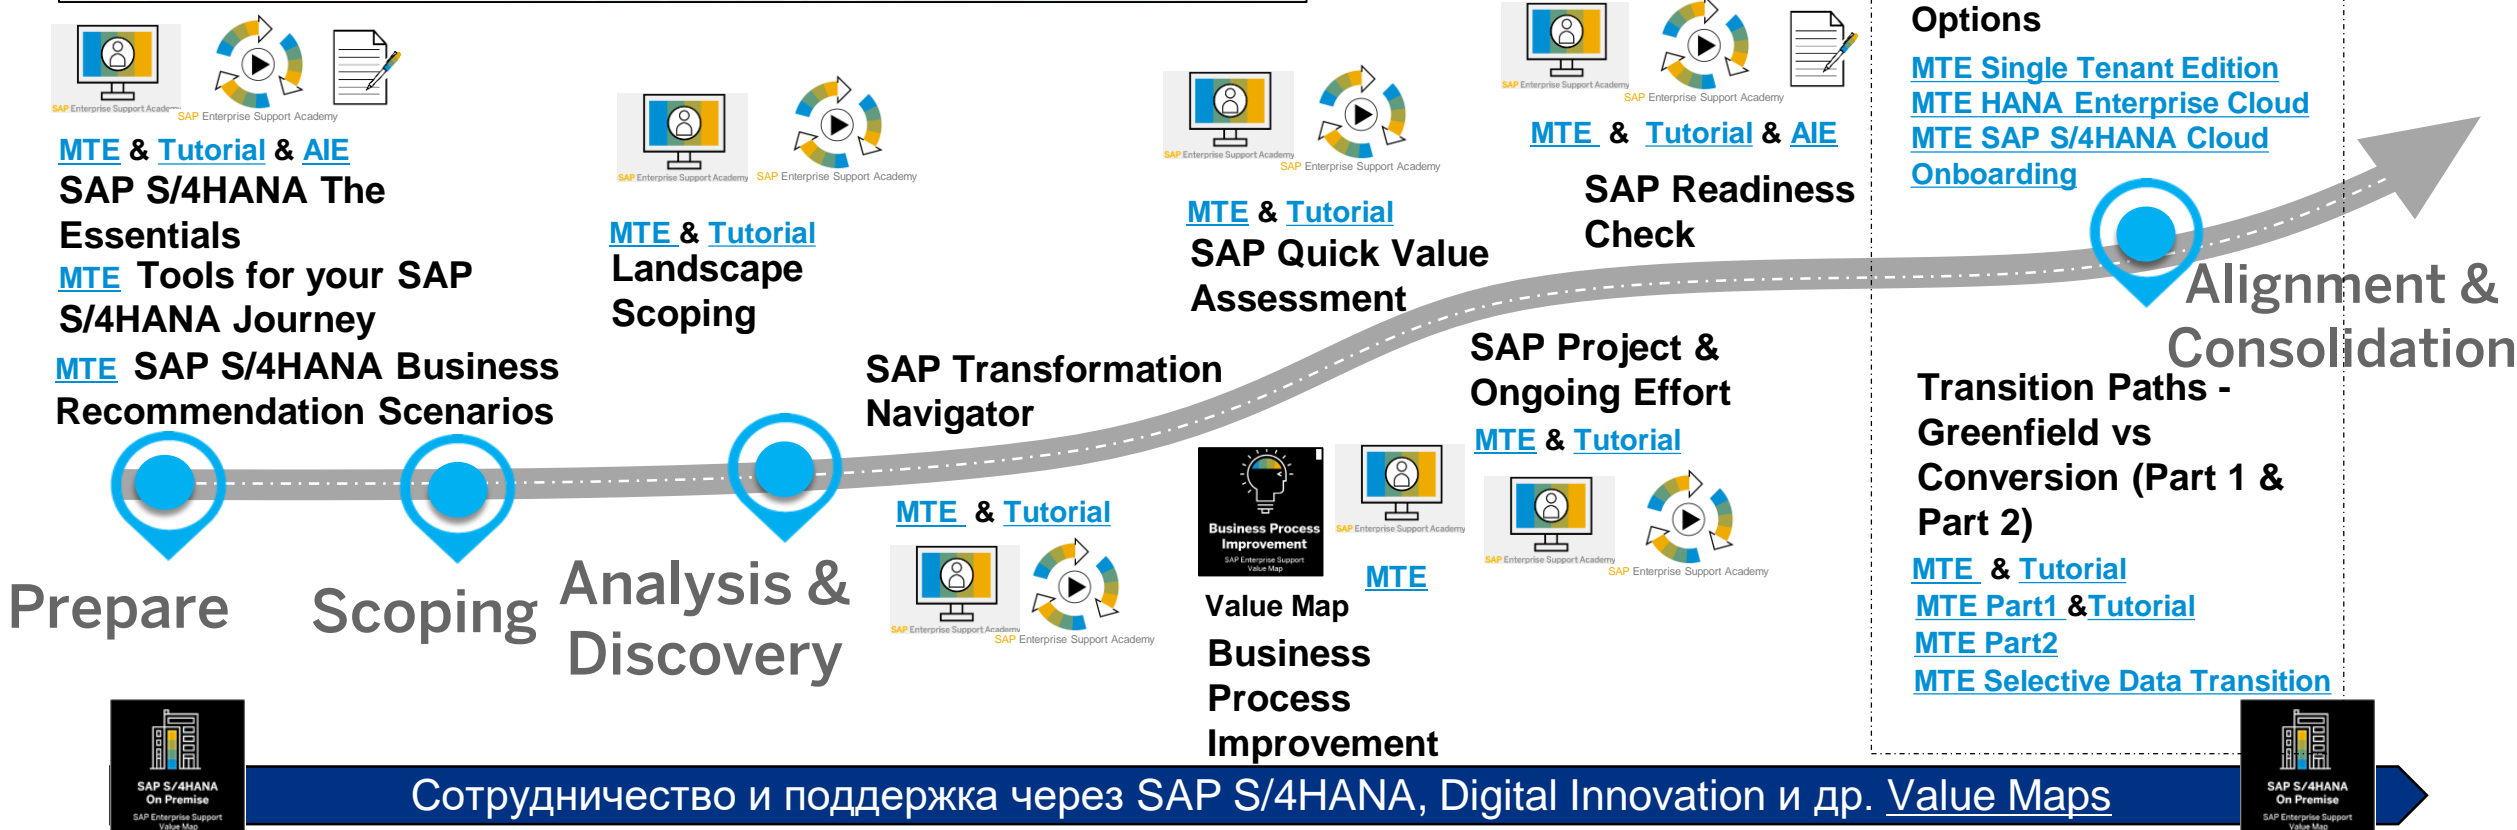 SAP Enterprise Support Academy
SAP Enterprise Support Academy
MTE & Tutorial & AIE
SAP S/4HANA The
Essentials
MTE Tools for your SAP
S/4HANA Journey
MTE SAP S/4HANA Business
Recommendation Scenarios
SAP Enterprise Support Academy
SAP Enterprise Support Academy
MTE & Tutorial
Landscape
Scoping
SAP Transformation
Navigator
MTE & Tutorial
SAP Enterprise Support Academy
SAP Enterprise Support Academy
SAP Enterprise Support Academy
SAP Enterprise Support Academy
MTE & Tutorial
SAP Quick Value
Assessment
SAP Enterprise Support Academy
SAP Enterprise Support Academy
MTE & Tutorial & AIE
SAP Readiness
Check
SAP Project &
Ongoing Effort
MTE & Tutorial
SAP Enterprise Support Academy
SAP Enterprise Support Academy
Business Process
Improvement
SAP Enterprise Support
Value Map
SAP Enterprise Support Academy
MTE
Value Map
Business
Process
Improvement
Options
MTE Single Tenant Edition
MTE HANA Enterprise Cloud
MTE SAP S/4HANA Cloud
Onboarding
Alignment &
Consolidation
Transition Paths -
Greenfield vs
Conversion (Part 1 &
Part 2)
MTE & Tutorial
MTE Part1 &Tutorial
MTE Part2
MTE Selective Data Transition
Prepare
Scoping
Analysis &
Discovery
SAP S/4HANA
On Premise
SAP Enterprise Support
Value Map
Сотрудничество и поддержка через SAP S/4HANA, Digital Innovation и др. Value Maps
SAP S/4HANA
On Premise
SAP Enterprise Support
Value Map